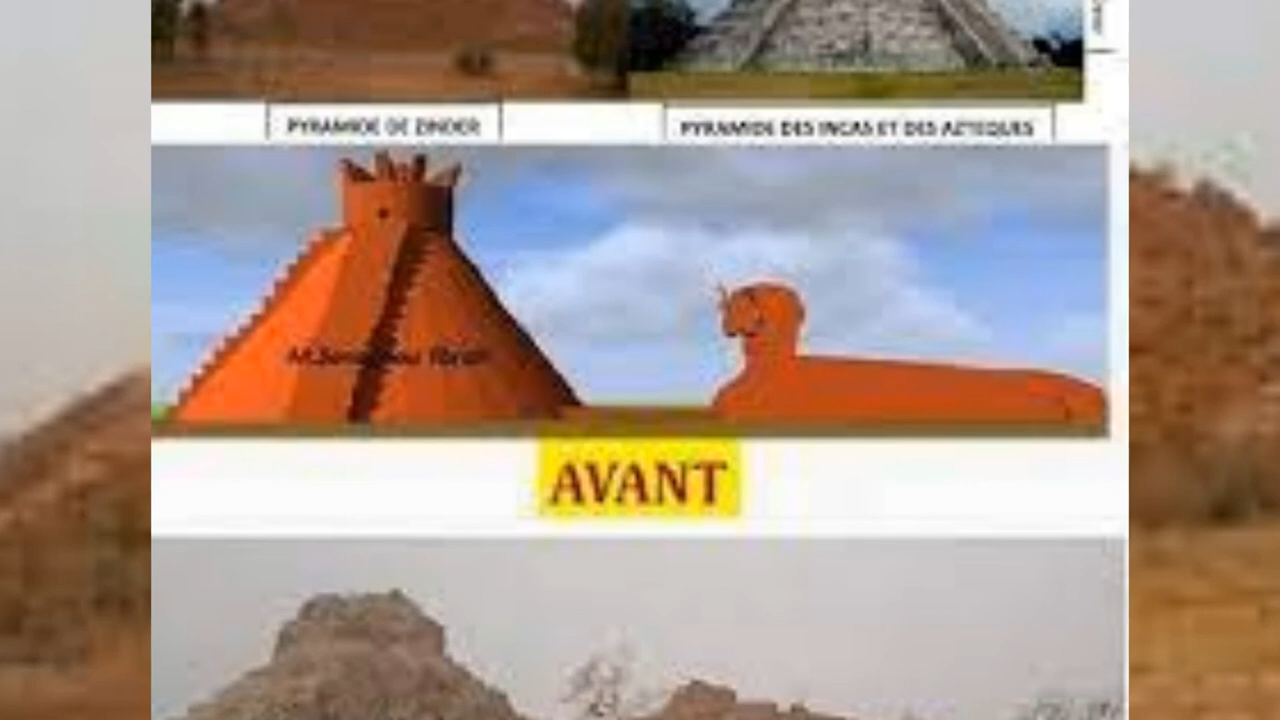 PYRAMIDE DE ZINDER
PYRAMIDE DES INCAS ET DES AZTEQUES
AVANT